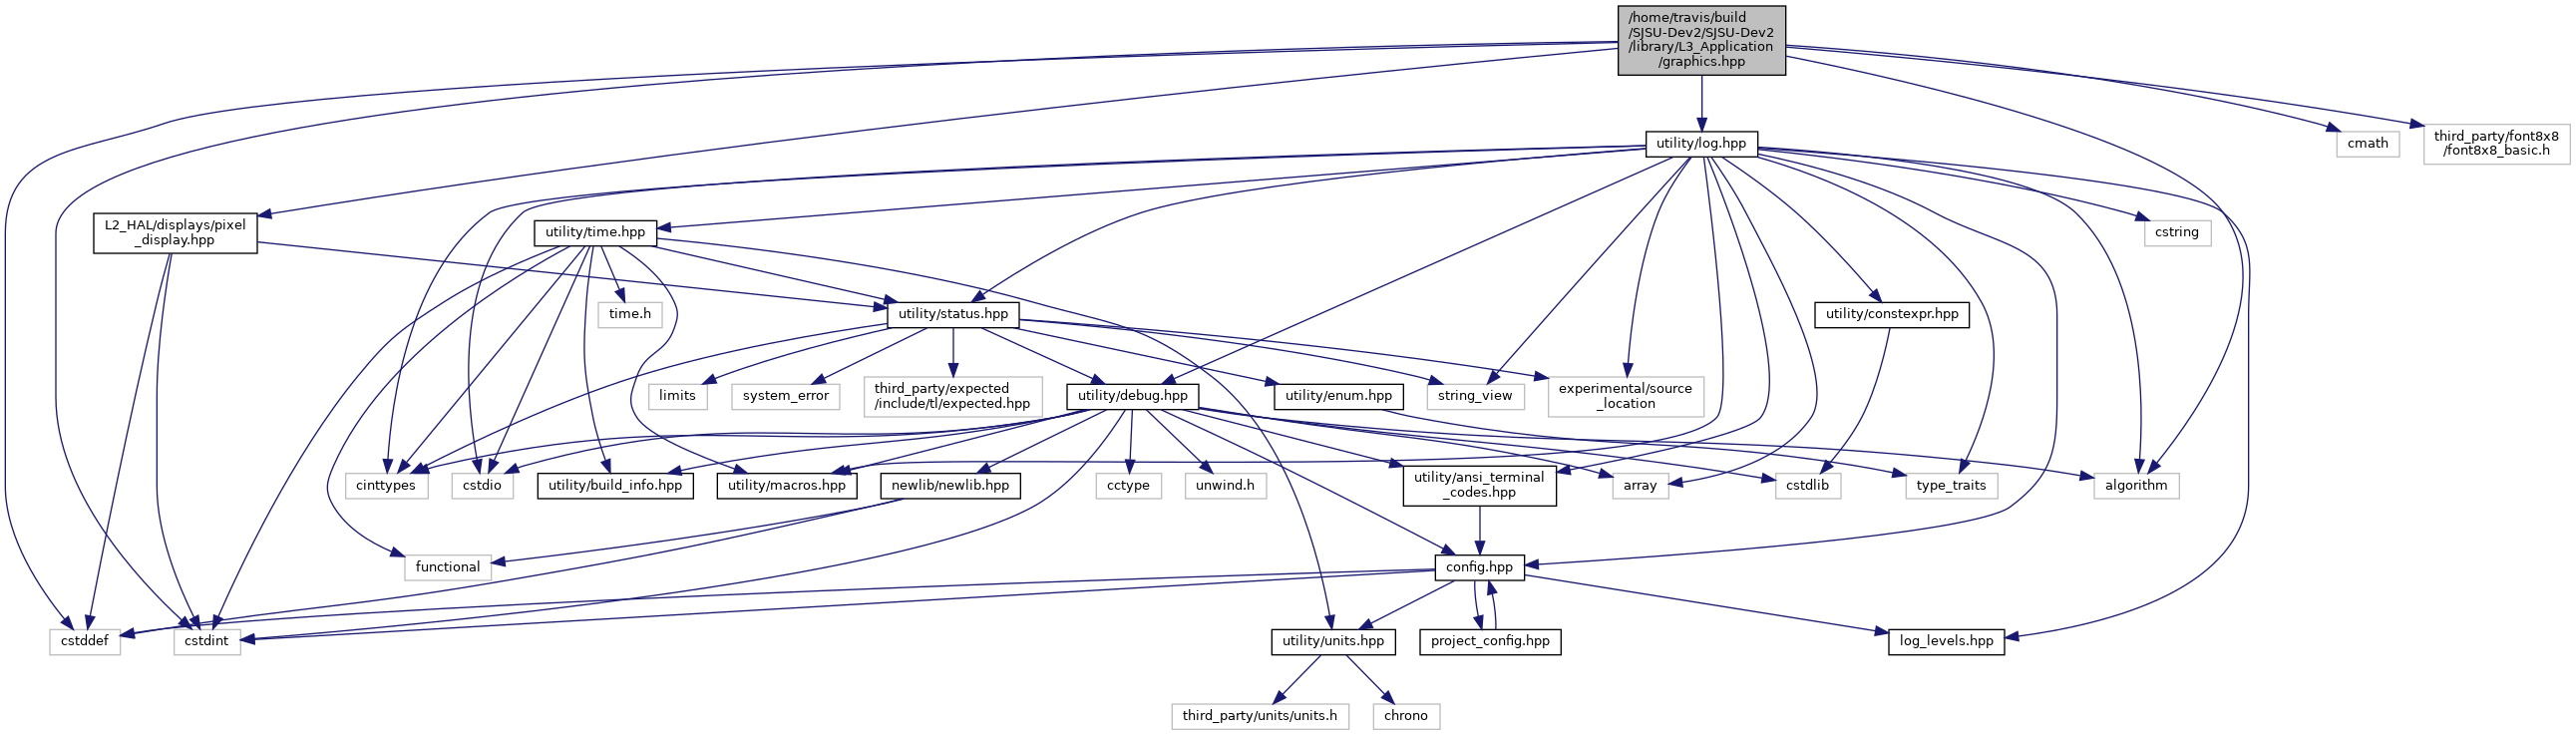 /home/travis/build
/SJSU-Dev2/SJSU-Dev2
/library/L3_Application
/graphics.hpp
utility/log.hpp
cmath
third_party/font8x8
/font8x8_basic.h
L2_HAL/displays/pixel
_display.hpp
utility/time.hpp
cstring
time.h
utility/status.hpp
utility/constexpr.hpp
limits
system_error
third_party/expected
/include/tl/expected.hpp
utility/debug.hpp
utility/enum.hpp
string_view
experimental/source
_location
cinttypes
cstdio
utility/build_info.hpp
utility/macros.hpp
newlib/newlib.hpp
cctype
unwind.h
utility/ansi_terminal
_codes.hpp
array
cstdlib
type_traits
algorithm
functional
config.hpp
cstddef
cstdint
utility/units.hpp
project_config.hpp
log_levels.hpp
third_party/units/units.h
chrono